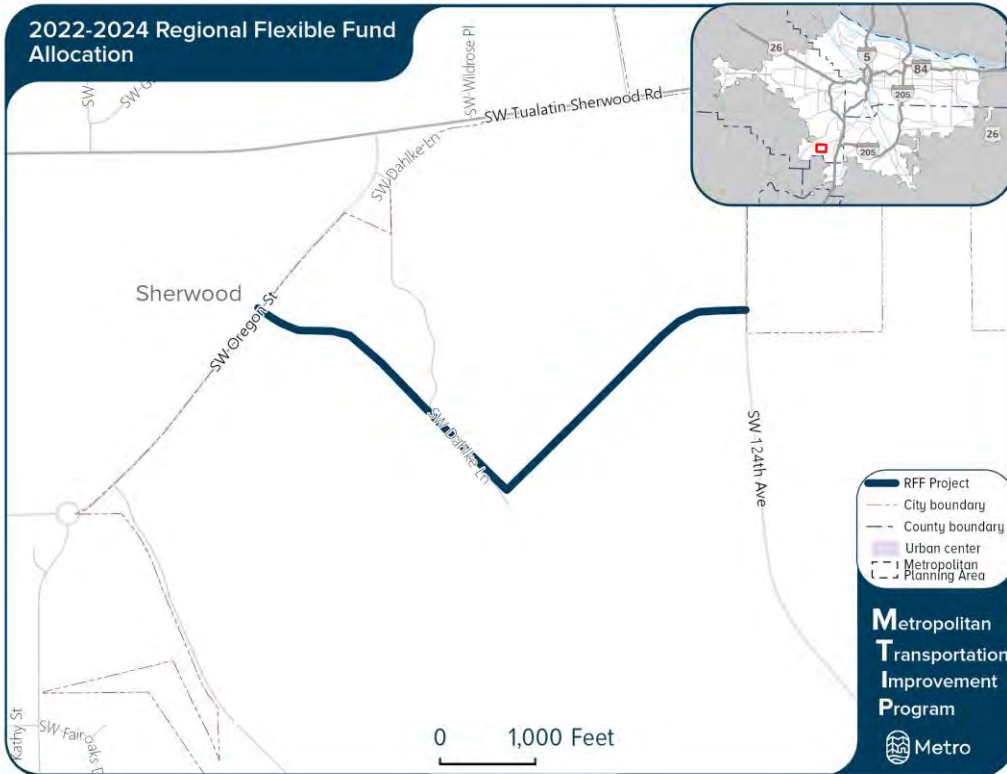 2022-2024 Regional Flexible Fund
Allocation
26
5
84
205
26
205
SW
SW Wildrose Pl
SW Tualatin-Sherwood Rd
SW Dahlke Ln
Sherwood
SW Oregon St
SW Dahlke Ln
SW 124th Ave
Kathy St
SW Fair oaks D
RFF Project
City boundary
County boundary
Urban center
Metropolitan
Planning Area
Metropolitan
Transportation
Improvement
Program
Metro
0 1,000 Feet